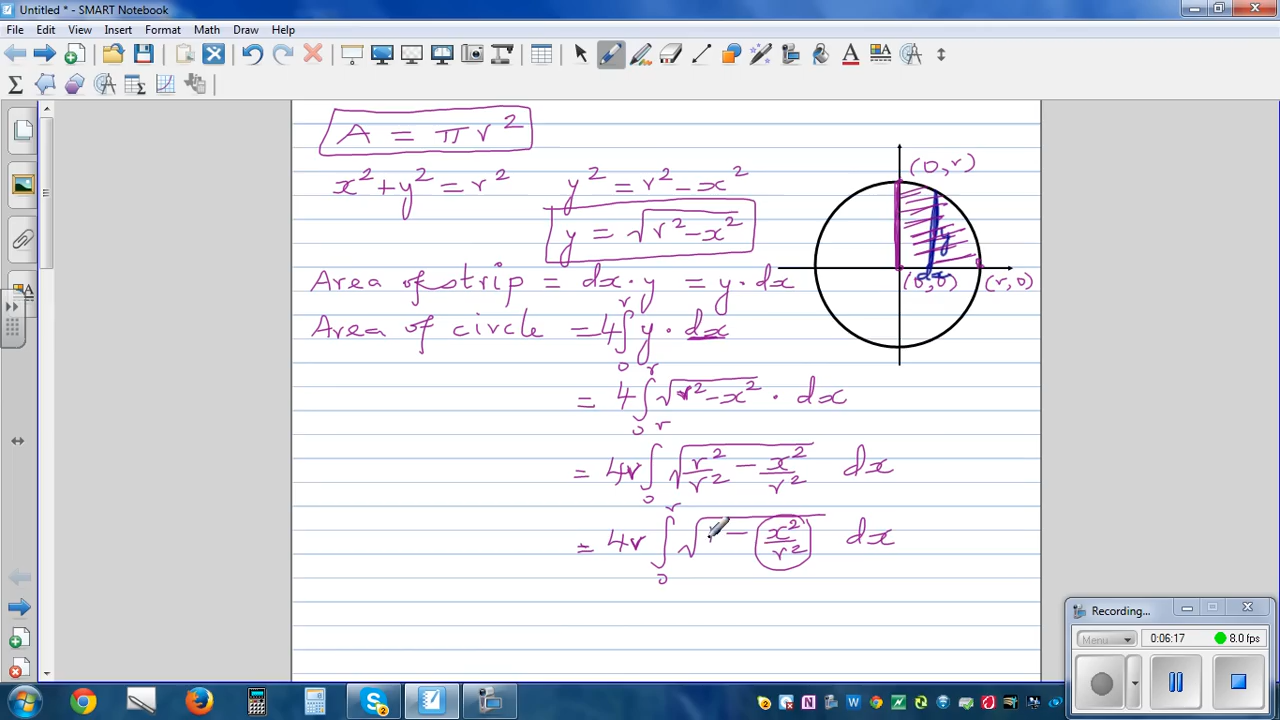 Untitled * - SMART Notebook
File Edit View Insert Format Math Draw Help
A = πr²
x² + y² = r² y² = r² – x²
y = √(r² – x²)
(0,r)
y
dx
(0,0) (r,0)
Area of strip = dx · y = y · dx
Area of circle = 4∫₀ʳ y · dx
= 4∫₀ʳ √(r² – x²) · dx
= 4r ∫₀ʳ √(r²/r² – x²/r²) dx
= 4r ∫₀ʳ √( – x²/r²) dx
Recording...
Menu 0:06:17 8.0 fps